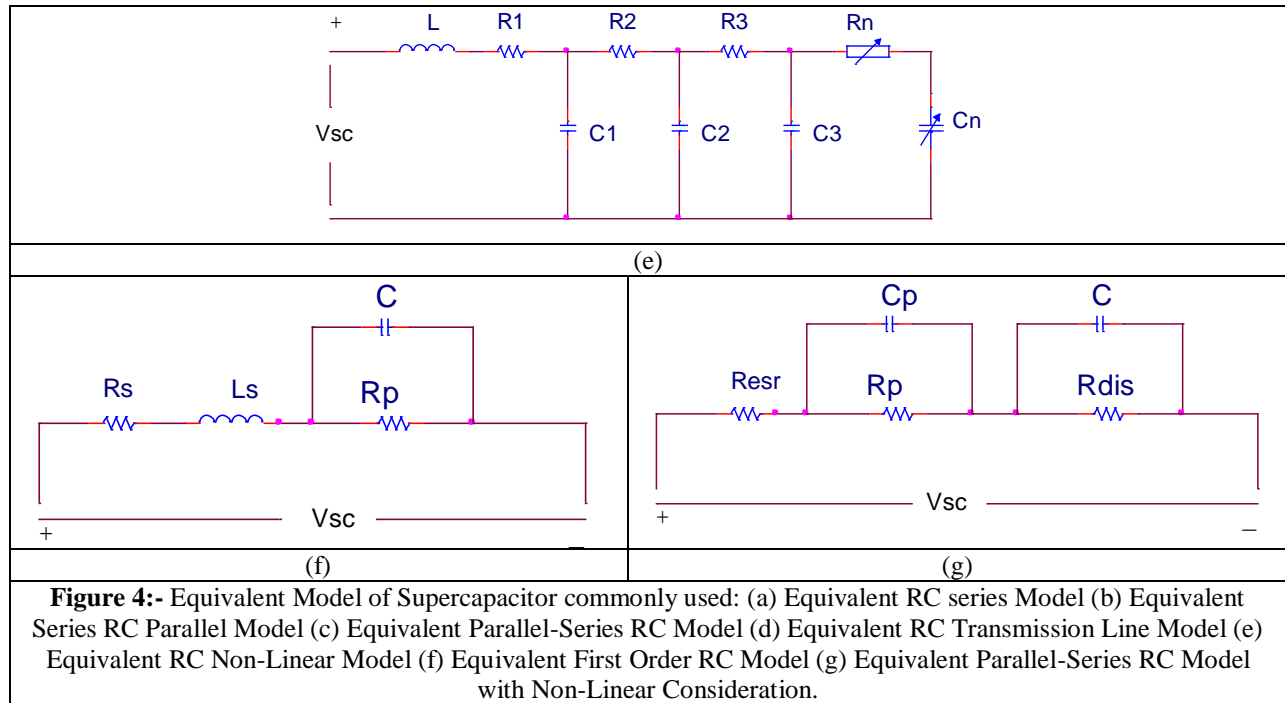 + L R1 R2 R3 Rn
Vsc C1 C2 C3 Cn
(e)
C
Rs Ls Rp
Vsc
+ –
(f)
Cp C
Resr Rp Rdis
Vsc
+ –
(g)
Figure 4:- Equivalent Model of Supercapacitor commonly used: (a) Equivalent RC series Model (b) Equivalent
Series RC Parallel Model (c) Equivalent Parallel-Series RC Model (d) Equivalent RC Transmission Line Model (e)
Equivalent RC Non-Linear Model (f) Equivalent First Order RC Model (g) Equivalent Parallel-Series RC Model
with Non-Linear Consideration.